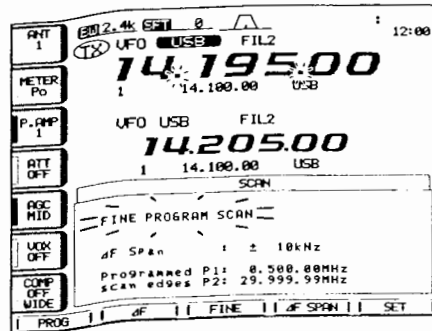 BW 2.4k SFT 0 : 12:00
ANT 1
TX VFO USB FIL2
14.195.00
METER Po
1 14.100.00 USB
P.AMP 1
VFO USB FIL2
14.205.00
ATT OFF
1 14.100.00 USB
SCAN
AGC MID
FINE PROGRAM SCAN
VOX OFF
ΔF Span : ± 10kHz
Programmed P1: 0.500.00MHz
scan edges P2: 29.999.99MHz
COMP OFF WIDE
PROG ΔF FINE ΔF SPAN SET